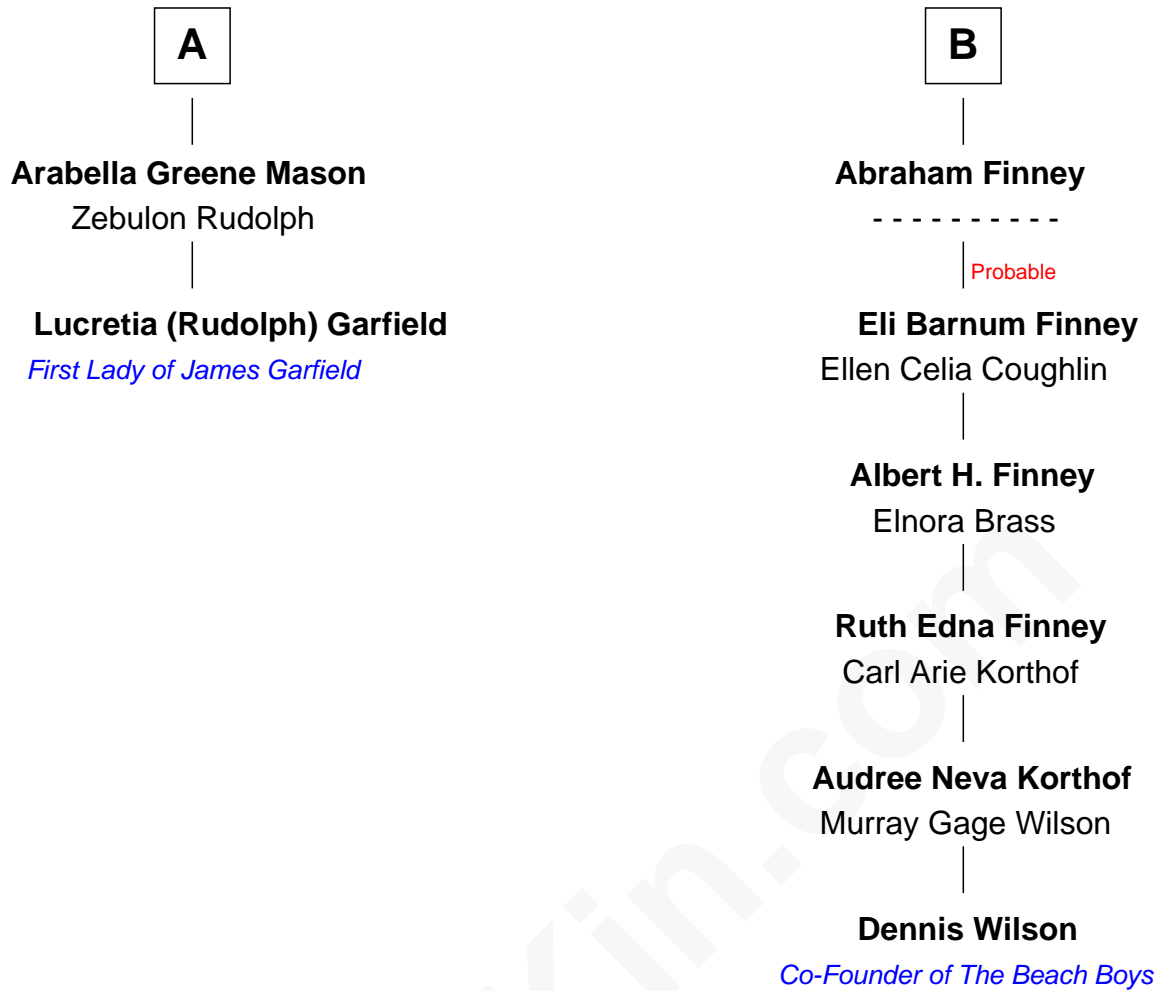 A
Arabella Greene Mason
Zebulon Rudolph
Lucretia (Rudolph) Garfield
First Lady of James Garfield
B
Abraham Finney
- - - - - - - - - -
Probable
Eli Barnum Finney
Ellen Celia Coughlin
Albert H. Finney
Elnora Brass
Ruth Edna Finney
Carl Arie Korthof
Audree Neva Korthof
Murray Gage Wilson
Dennis Wilson
Co-Founder of The Beach Boys
Kin.com